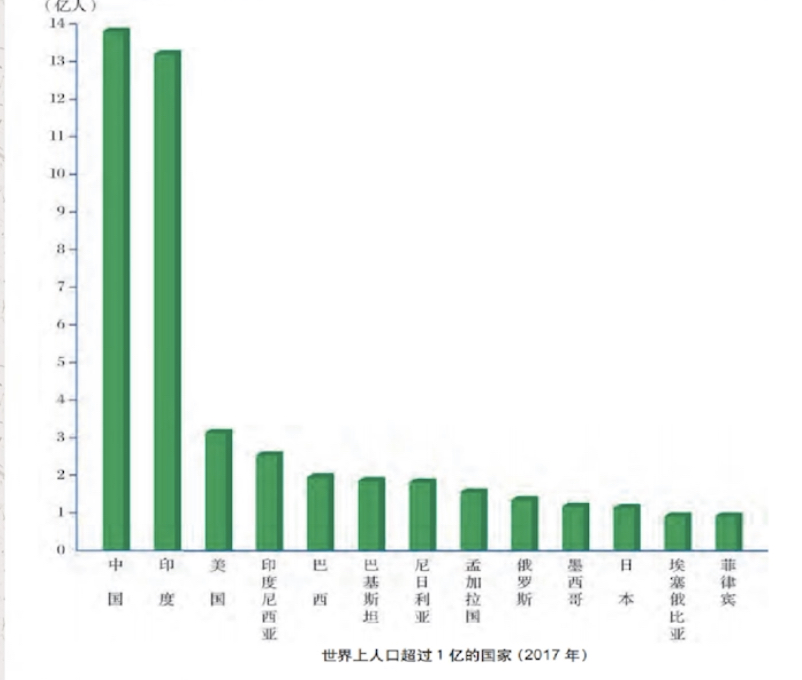 （亿人）
14
13
12
11
10
9
8
7
6
5
4
3
2
1
0
中国
印度
美国
印度尼西亚
巴西
巴基斯坦
尼日利亚
孟加拉国
俄罗斯
墨西哥
日本
埃塞俄比亚
菲律宾
世界上人口超过1亿的国家（2017年）